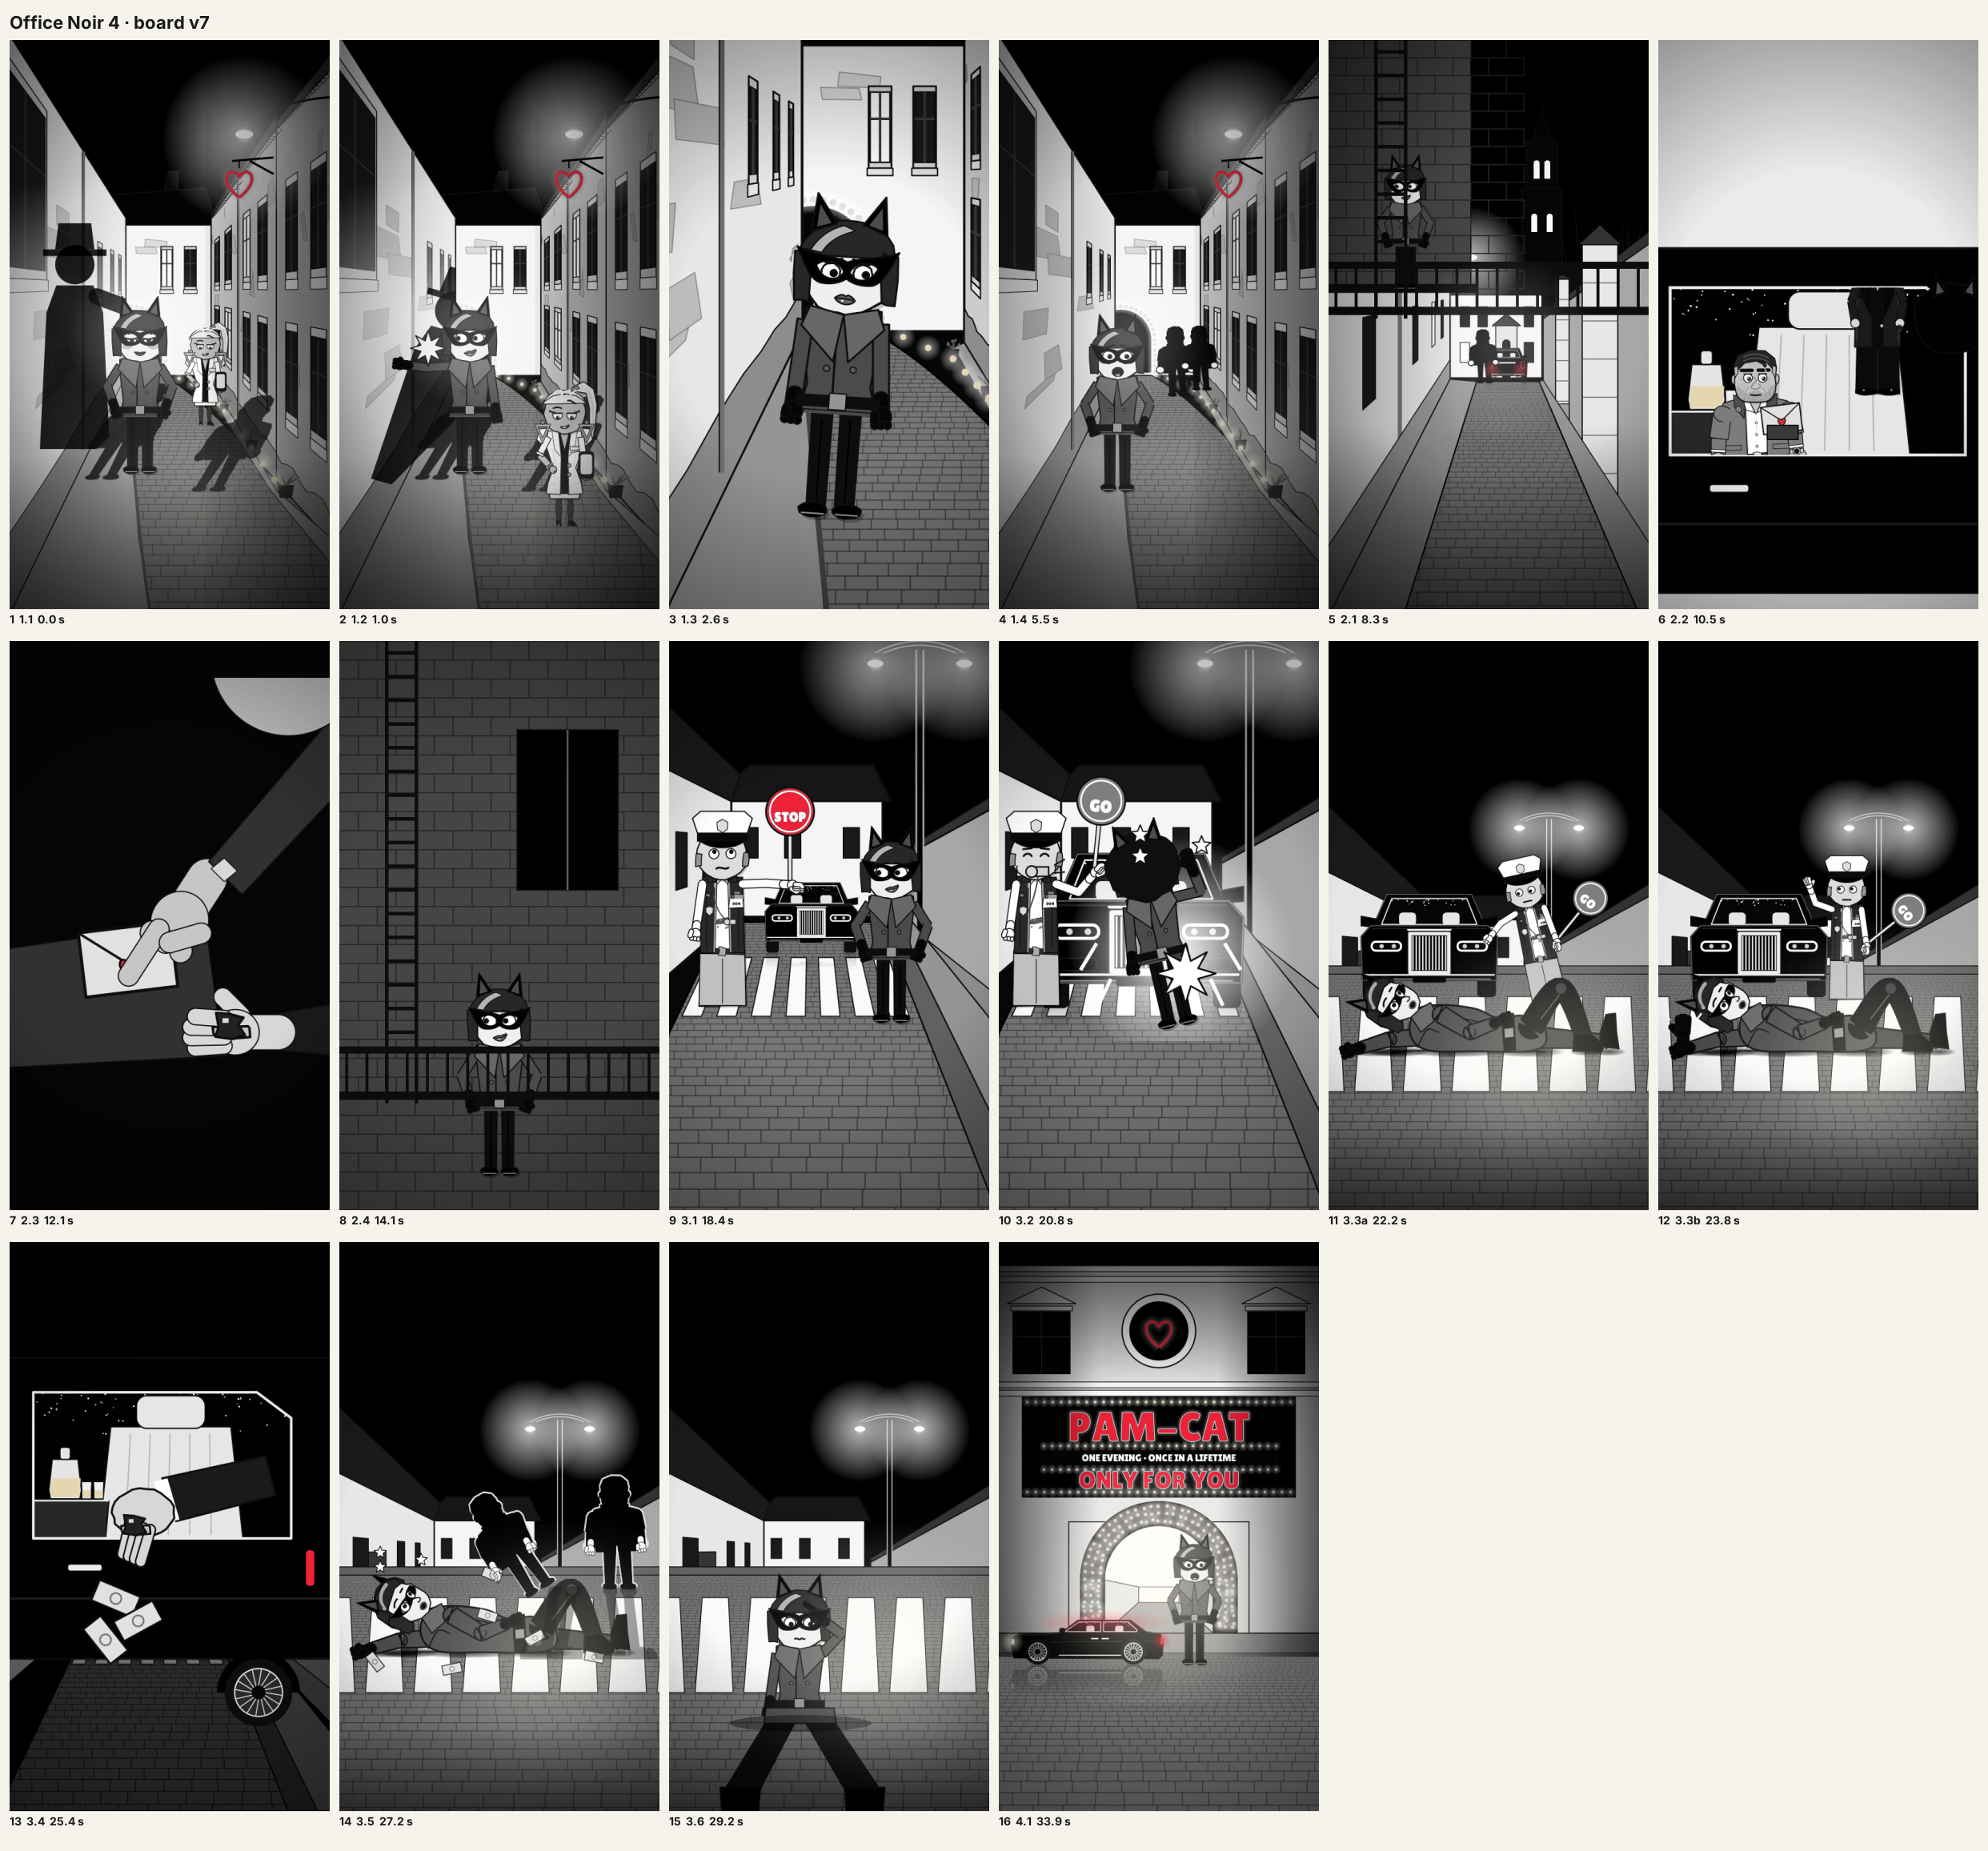 Office Noir 4 · board v7
1 1.1 0.0 s
2 1.2 1.0 s
3 1.3 2.6 s
4 1.4 5.5 s
5 2.1 8.3 s
6 2.2 10.5 s
STOP
GO
GO
GO
7 2.3 12.1 s
8 2.4 14.1 s
9 3.1 18.4 s
10 3.2 20.8 s
11 3.3a 22.2 s
12 3.3b 23.8 s
PAM-CAT
ONE EVENING · ONCE IN A LIFETIME
ONLY FOR YOU
13 3.4 25.4 s
14 3.5 27.2 s
15 3.6 29.2 s
16 4.1 33.9 s